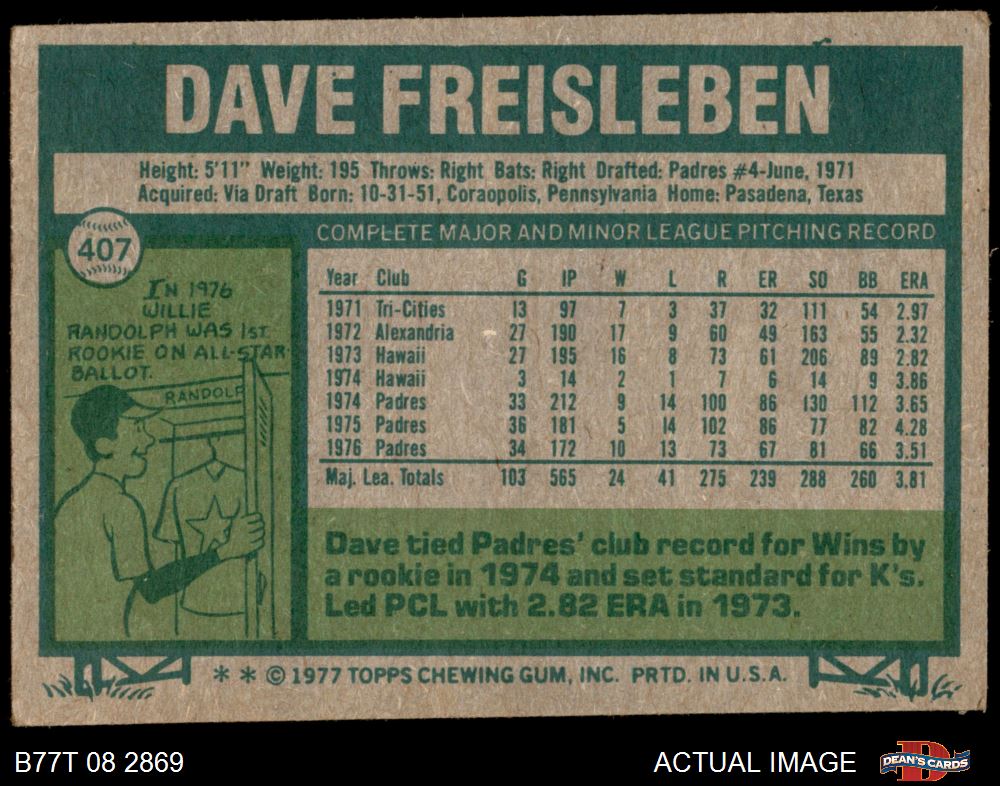 DAVE FREISLEBEN
Height: 5'11" Weight: 195 Throws: Right Bats: Right Drafted: Padres #4-June, 1971
Acquired: Via Draft Born: 10-31-51, Coraopolis, Pennsylvania Home: Pasadena, Texas
407
IN 1976
WILLIE
RANDOLPH WAS 1ST
ROOKIE ON ALL-STAR
BALLOT.
RANDOLP
COMPLETE MAJOR AND MINOR LEAGUE PITCHING RECORD
Year Club G IP W L R ER SO BB ERA
1971 Tri-Cities 13 97 7 3 37 32 111 54 2.97
1972 Alexandria 27 190 17 9 60 49 163 55 2.32
1973 Hawaii 27 195 16 8 73 61 206 89 2.82
1974 Hawaii 3 14 2 1 7 6 14 9 3.86
1974 Padres 33 212 9 14 100 86 130 112 3.65
1975 Padres 36 181 5 14 102 86 77 82 4.28
1976 Padres 34 172 10 13 73 67 81 66 3.51
Maj. Lea. Totals 103 565 24 41 275 239 288 260 3.81
Dave tied Padres' club record for Wins by
a rookie in 1974 and set standard for K's.
Led PCL with 2.82 ERA in 1973.
* * © 1977 TOPPS CHEWING GUM, INC. PRTD. IN U.S.A.
B77T 08 2869
ACTUAL IMAGE
D
DEAN'S CARDS